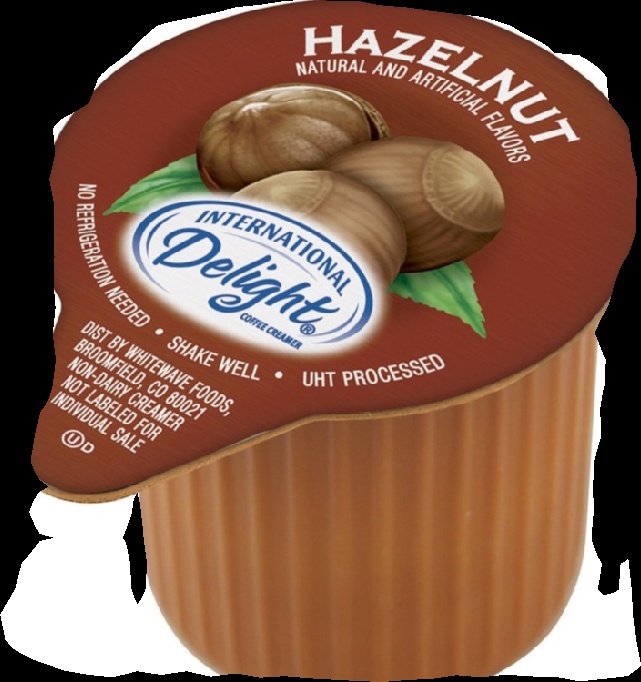 HAZELNUT
NATURAL AND ARTIFICIAL FLAVORS
INTERNATIONAL
Delight®
COFFEE CREAMER
NO REFRIGERATION NEEDED • SHAKE WELL • UHT PROCESSED
DIST BY WHITEWAVE FOODS,
BROOMFIELD, CO 80021
NON-DAIRY CREAMER
NOT LABELED FOR
INDIVIDUAL SALE
Ⓤ D